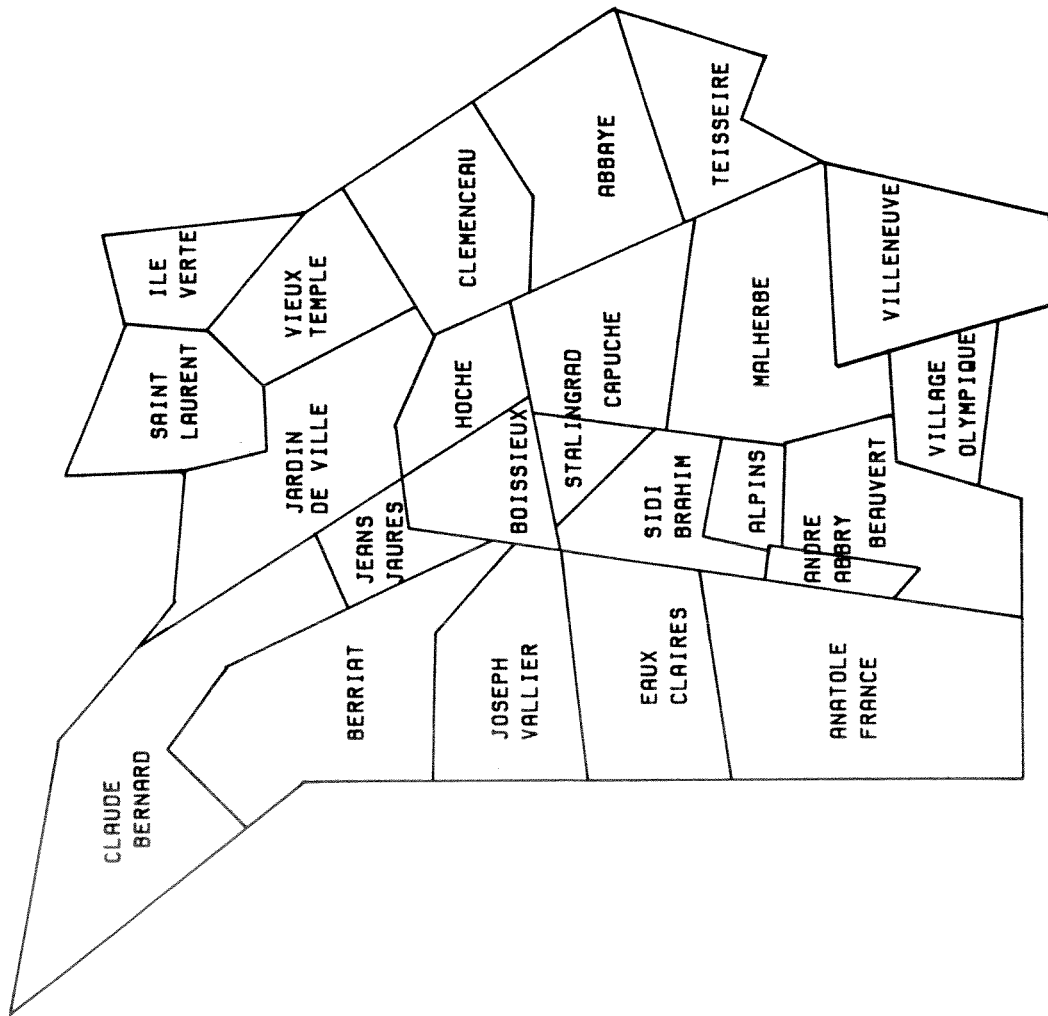 CLAUDE
BERNARD
SAINT
LAURENT
ILE
VERTE
JARDIN
DE VILLE
VIEUX
TEMPLE
BERRIAT
JEANS
JAURES
HOCHE
CLEMENCEAU
JOSEPH
VALLIER
BOISSIEUX
STALINGRAD
CAPUCHE
ABBAYE
EAUX
CLAIRES
SIDI
BRAHIM
ALPINS
MALHERBE
TEISSEIRE
ANATOLE
FRANCE
ANDRE
ABBRY
BEAUVERT
VILLAGE
OLYMPIQUE
VILLENEUVE